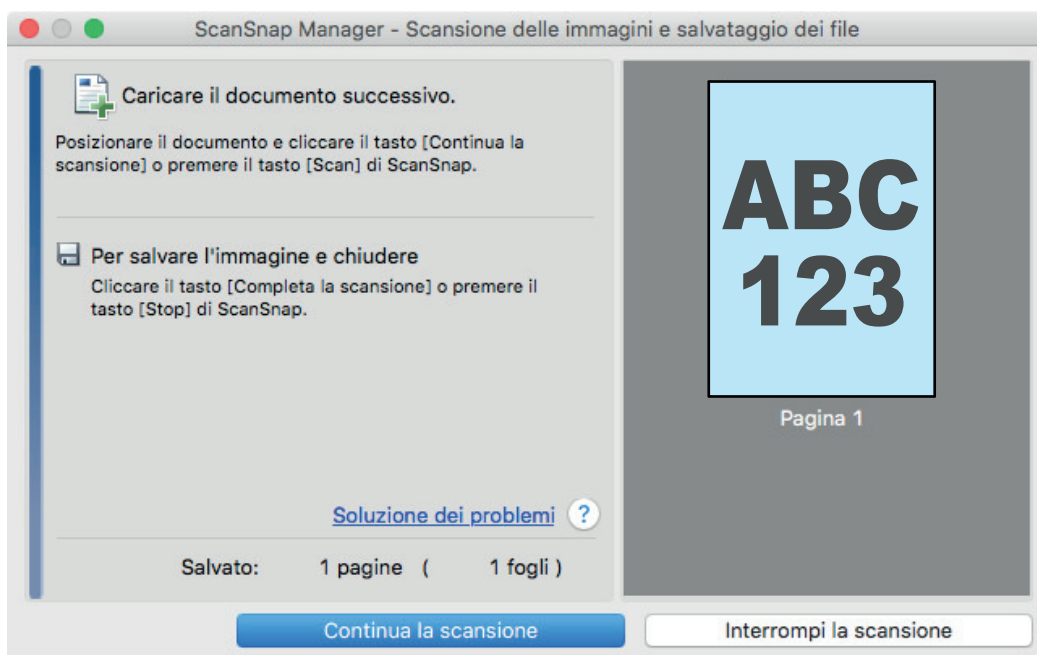 ScanSnap Manager - Scansione delle immagini e salvataggio dei file
Caricare il documento successivo.
Posizionare il documento e cliccare il tasto [Continua la
scansione] o premere il tasto [Scan] di ScanSnap.
Per salvare l'immagine e chiudere
Cliccare il tasto [Completa la scansione] o premere il
tasto [Stop] di ScanSnap.
Soluzione dei problemi ?
Salvato: 1 pagine ( 1 fogli )
ABC
123
Pagina 1
Continua la scansione
Interrompi la scansione